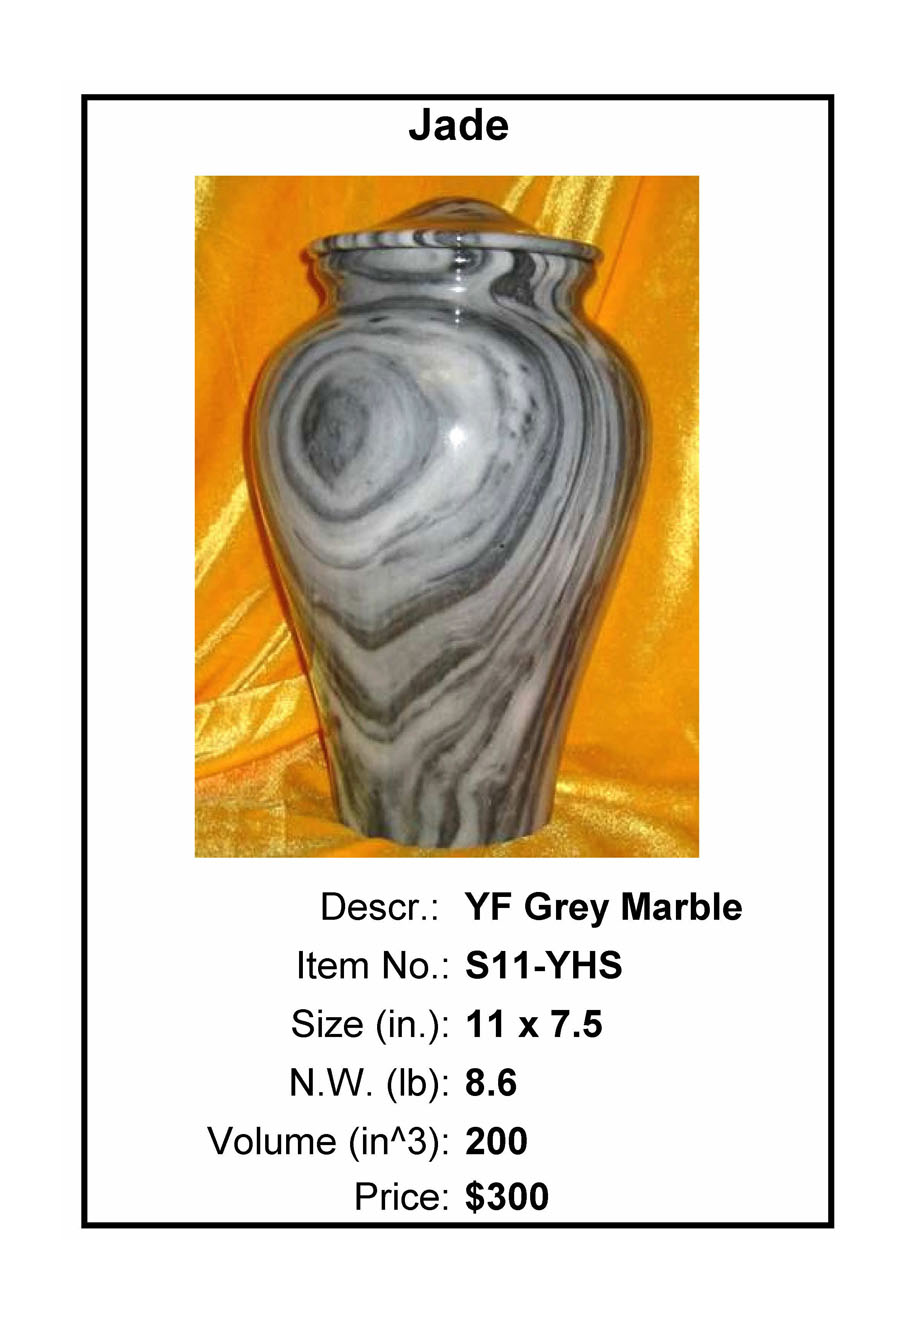 Jade
Descr.: YF Grey Marble
Item No.: S11-YHS
Size (in.): 11 x 7.5
N.W. (lb): 8.6
Volume (in^3): 200
Price: $300